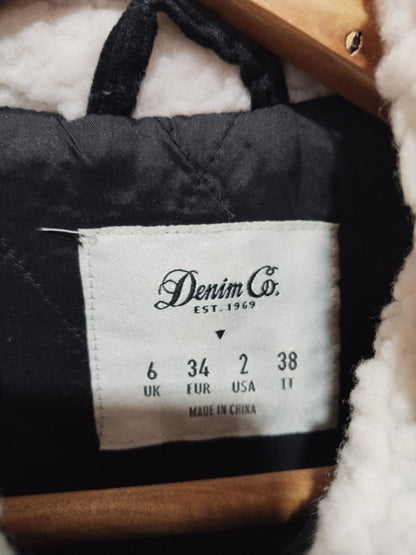 Denim Co.
EST. 1969
6 34 2 38
UK EUR USA IT
MADE IN CHINA